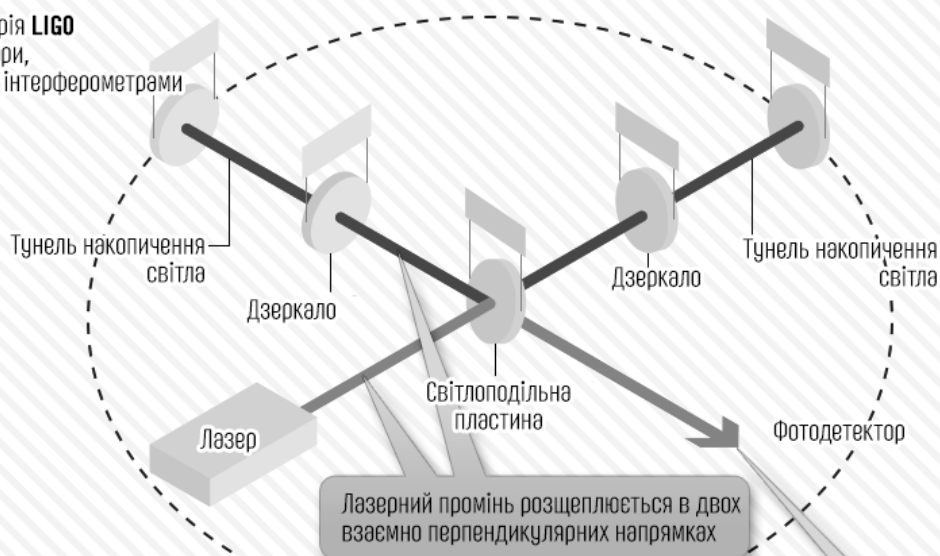 рія LIGO
ри,
інтерферометрами
Тунель накопичення
світла
Дзеркало
Дзеркало
Тунель накопичення
світла
Світлоподільна
пластина
Лазер
Фотодетектор
Лазерний промінь розщеплюється в двох
взаємно перпендикулярних напрямках